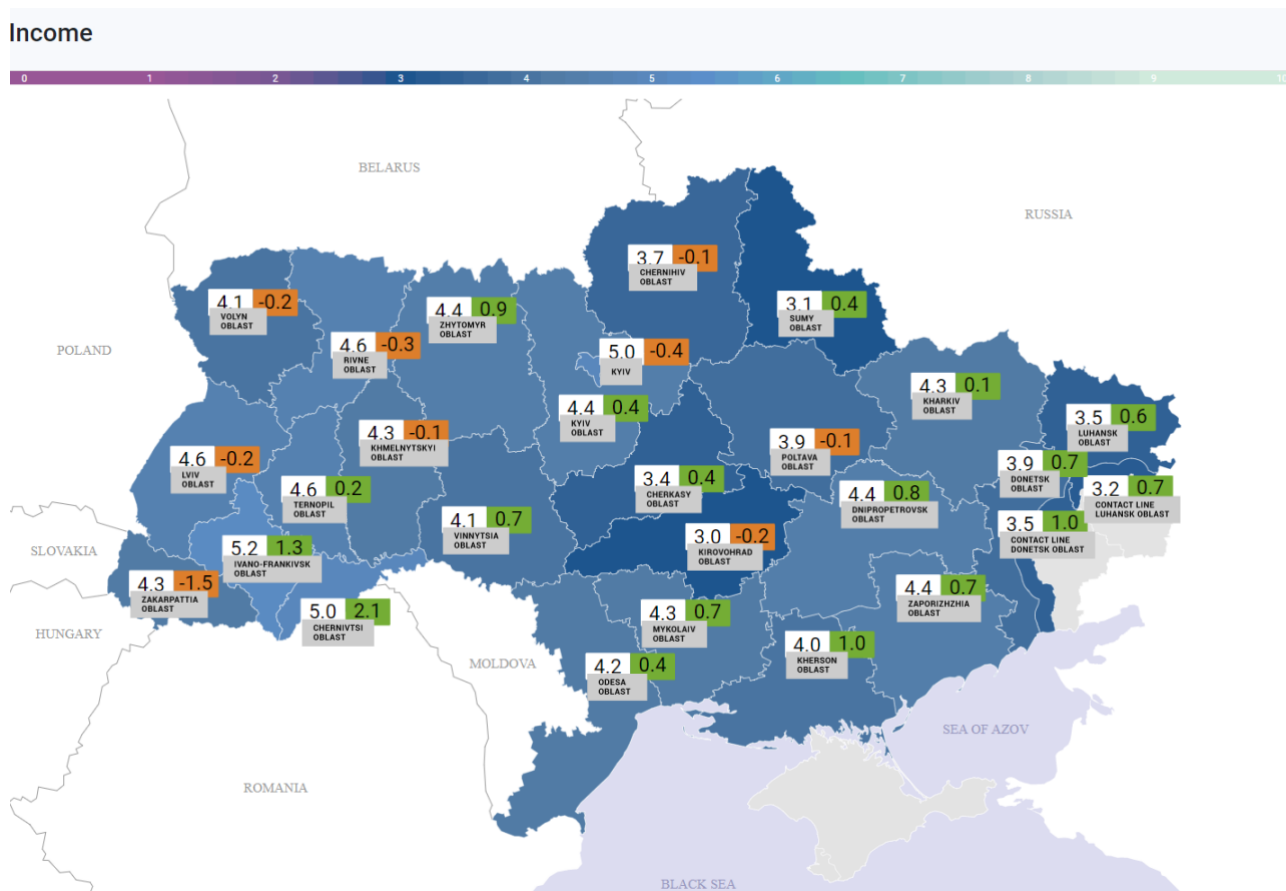 Income
0 1 2 3 4 5 6 7 8 9 10
BELARUS
RUSSIA
3.7 -0.1
CHERNIHIV
OBLAST
4.1 -0.2
VOLYN
OBLAST
4.4 0.9
ZHYTOMYR
OBLAST
3.1 0.4
SUMY
OBLAST
POLAND
4.6 -0.3
RIVNE
OBLAST
5.0 -0.4
KYIV
4.3 0.1
KHARKIV
OBLAST
4.4 0.4
KYIV
OBLAST
3.5 0.6
LUHANSK
OBLAST
4.3 -0.1
KHMELNYTSKYI
OBLAST
3.9 -0.1
POLTAVA
OBLAST
4.6 -0.2
LVIV
OBLAST
3.9 0.7
DONETSK
OBLAST
4.6 0.2
TERNOPIL
OBLAST
3.4 0.4
CHERKASY
OBLAST
4.4 0.8
DNIPROPETROVSK
OBLAST
3.2 0.7
CONTACT LINE
LUHANSK OBLAST
4.1 0.7
VINNYTSIA
OBLAST
3.0 -0.2
KIROVOHRAD
OBLAST
3.5 1.0
CONTACT LINE
DONETSK OBLAST
SLOVAKIA
5.2 1.3
IVANO-FRANKIVSK
OBLAST
4.3 -1.5
ZAKARPATTIA
OBLAST
4.4 0.7
ZAPORIZHZHIA
OBLAST
5.0 2.1
CHERNIVTSI
OBLAST
4.3 0.7
MYKOLAIV
OBLAST
HUNGARY
4.0 1.0
KHERSON
OBLAST
MOLDOVA
4.2 0.4
ODESA
OBLAST
SEA OF AZOV
ROMANIA
BLACK SEA